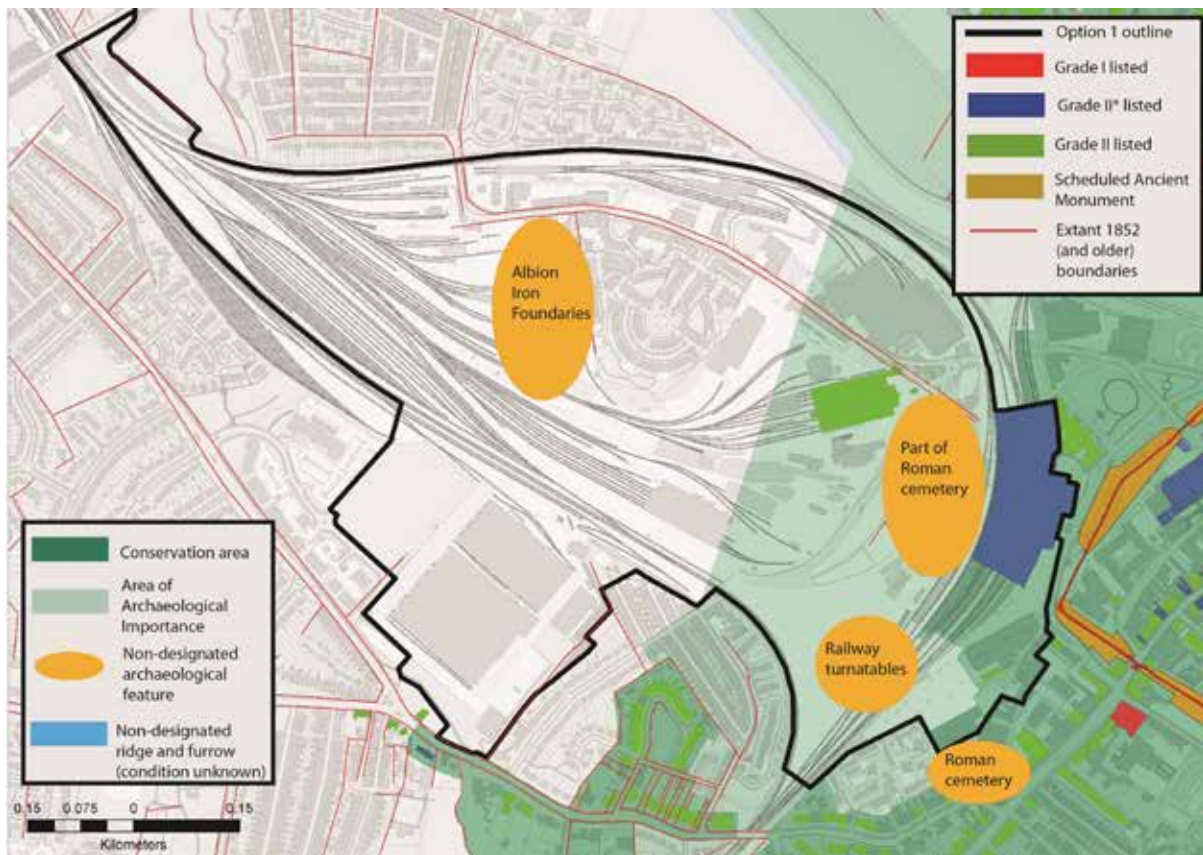 Option 1 outline
Grade I listed
Grade II* listed
Grade II listed
Scheduled Ancient
Monument
Extant 1852
(and older)
boundaries
Albion
Iron
Foundaries
Part of
Roman
cemetery
Railway
turnatables
Roman
cemetery
Conservation area
Area of
Archaeological
Importance
Non-designated
archaeological
feature
Non-designated
ridge and furrow
(condition unknown)
0.15 0.075 0 0.15
Kilometers